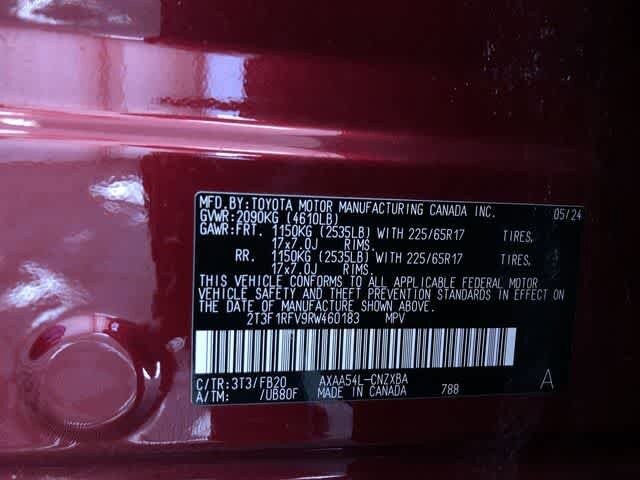 MFD.BY:TOYOTA MOTOR MANUFACTURING CANADA INC. 05/24
GVWR:2090KG (4610LB)
GAWR:FRT. 1150KG (2535LB) WITH 225/65R17 TIRES,
17x7.0J RIMS.
RR. 1150KG (2535LB) WITH 225/65R17 TIRES,
17x7.0J RIMS.
THIS VEHICLE CONFORMS TO ALL APPLICABLE FEDERAL MOTOR
VEHICLE SAFETY AND THEFT PREVENTION STANDARDS IN EFFECT ON
THE DATE OF MANUFACTURE SHOWN ABOVE.
2T3F1RFV9RW460183 MPV
C/TR:3T3/FB20 AXAA54L-CNZXBA A
A/TM: /UB80F MADE IN CANADA 788